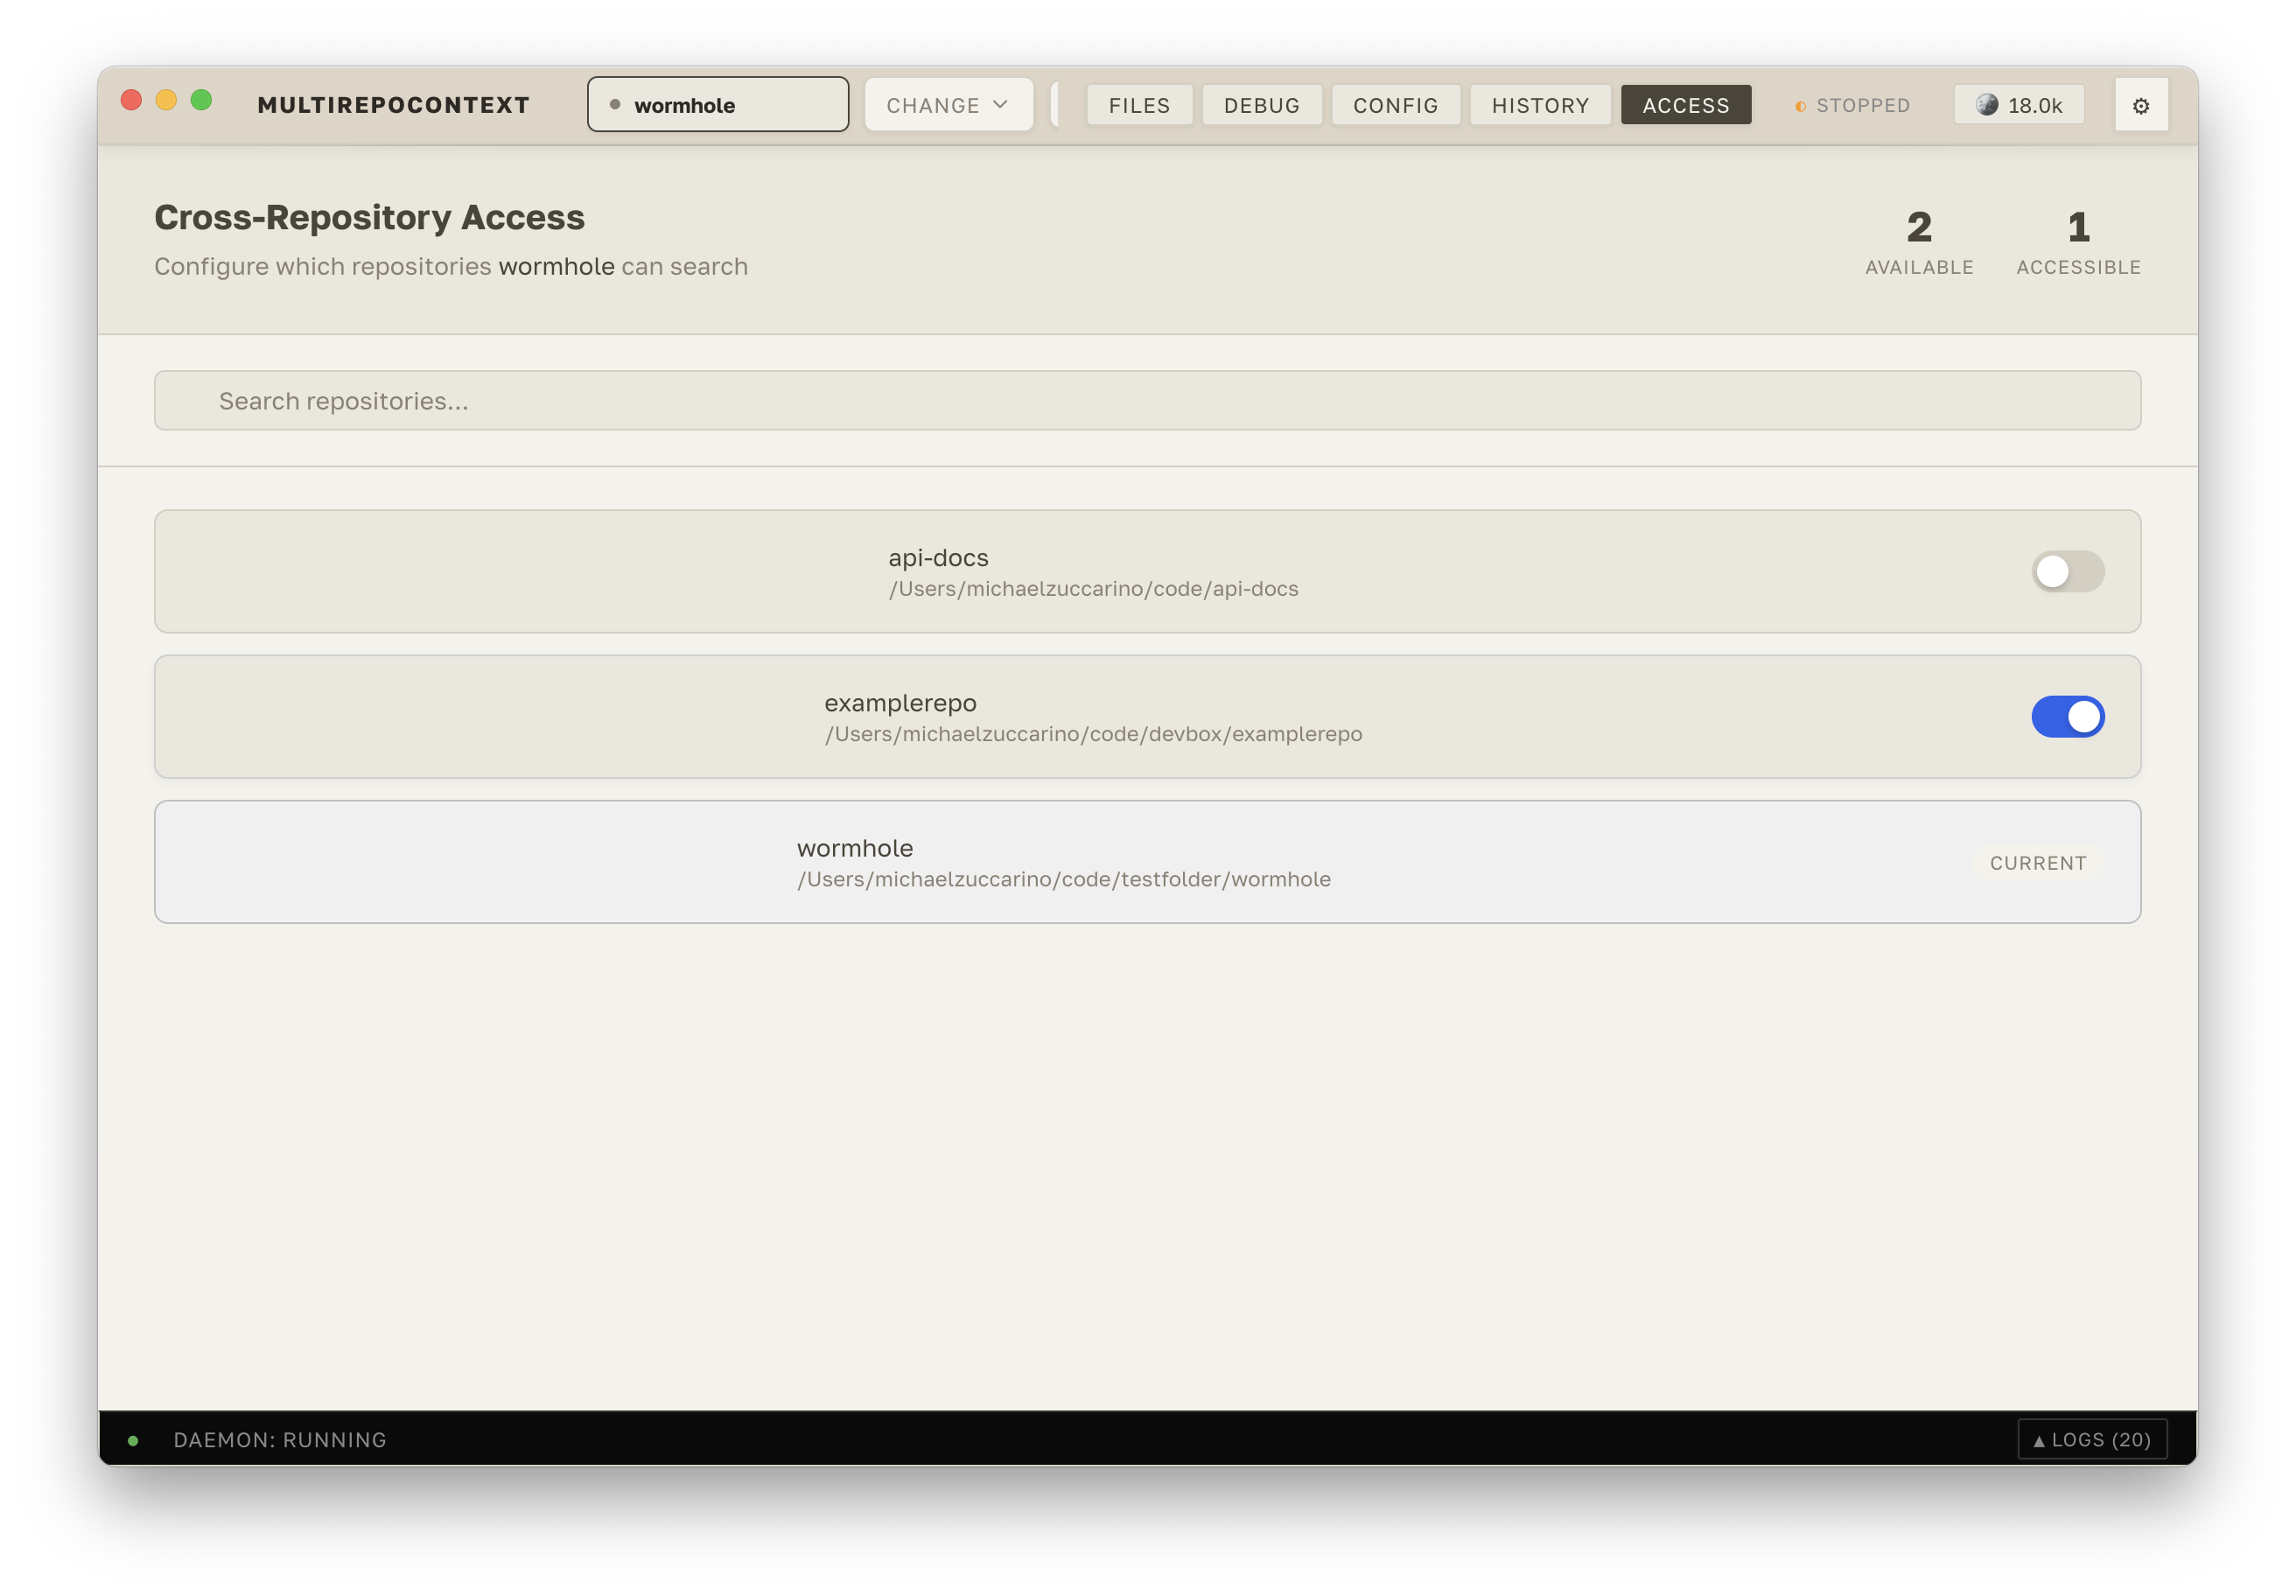 MULTIREPOCONTEXT
wormhole
CHANGE
FILES
DEBUG
CONFIG
HISTORY
ACCESS
STOPPED
18.0k
Cross-Repository Access
Configure which repositories wormhole can search
2
AVAILABLE
1
ACCESSIBLE
Search repositories...
api-docs
/Users/michaelzuccarino/code/api-docs
examplerepo
/Users/michaelzuccarino/code/devbox/examplerepo
wormhole
/Users/michaelzuccarino/code/testfolder/wormhole
CURRENT
DAEMON: RUNNING
▲ LOGS (20)